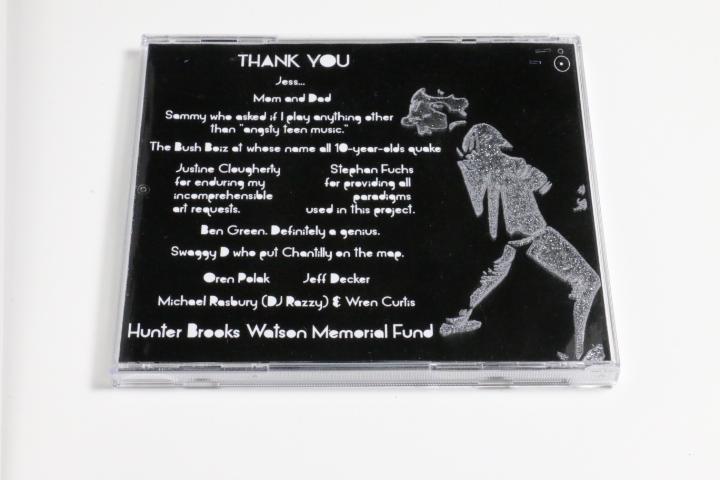 THANK YOU
Jess...
Mom and Dad
Sammy who asked if I play anything other
than "angsty teen music."
The Bush Boiz at whose name all 10-year-olds quake
Justine Clougherty
for enduring my
incomprehensible
art requests.
Stephan Fuchs
for providing all
paradigms
used in this project.
Ben Green. Definitely a genius.
Swaggy D who put Chantilly on the map.
Oren Polak Jeff Decker
Michael Rasbury (DJ Razzy) & Wren Curtis
Hunter Brooks Watson Memorial Fund